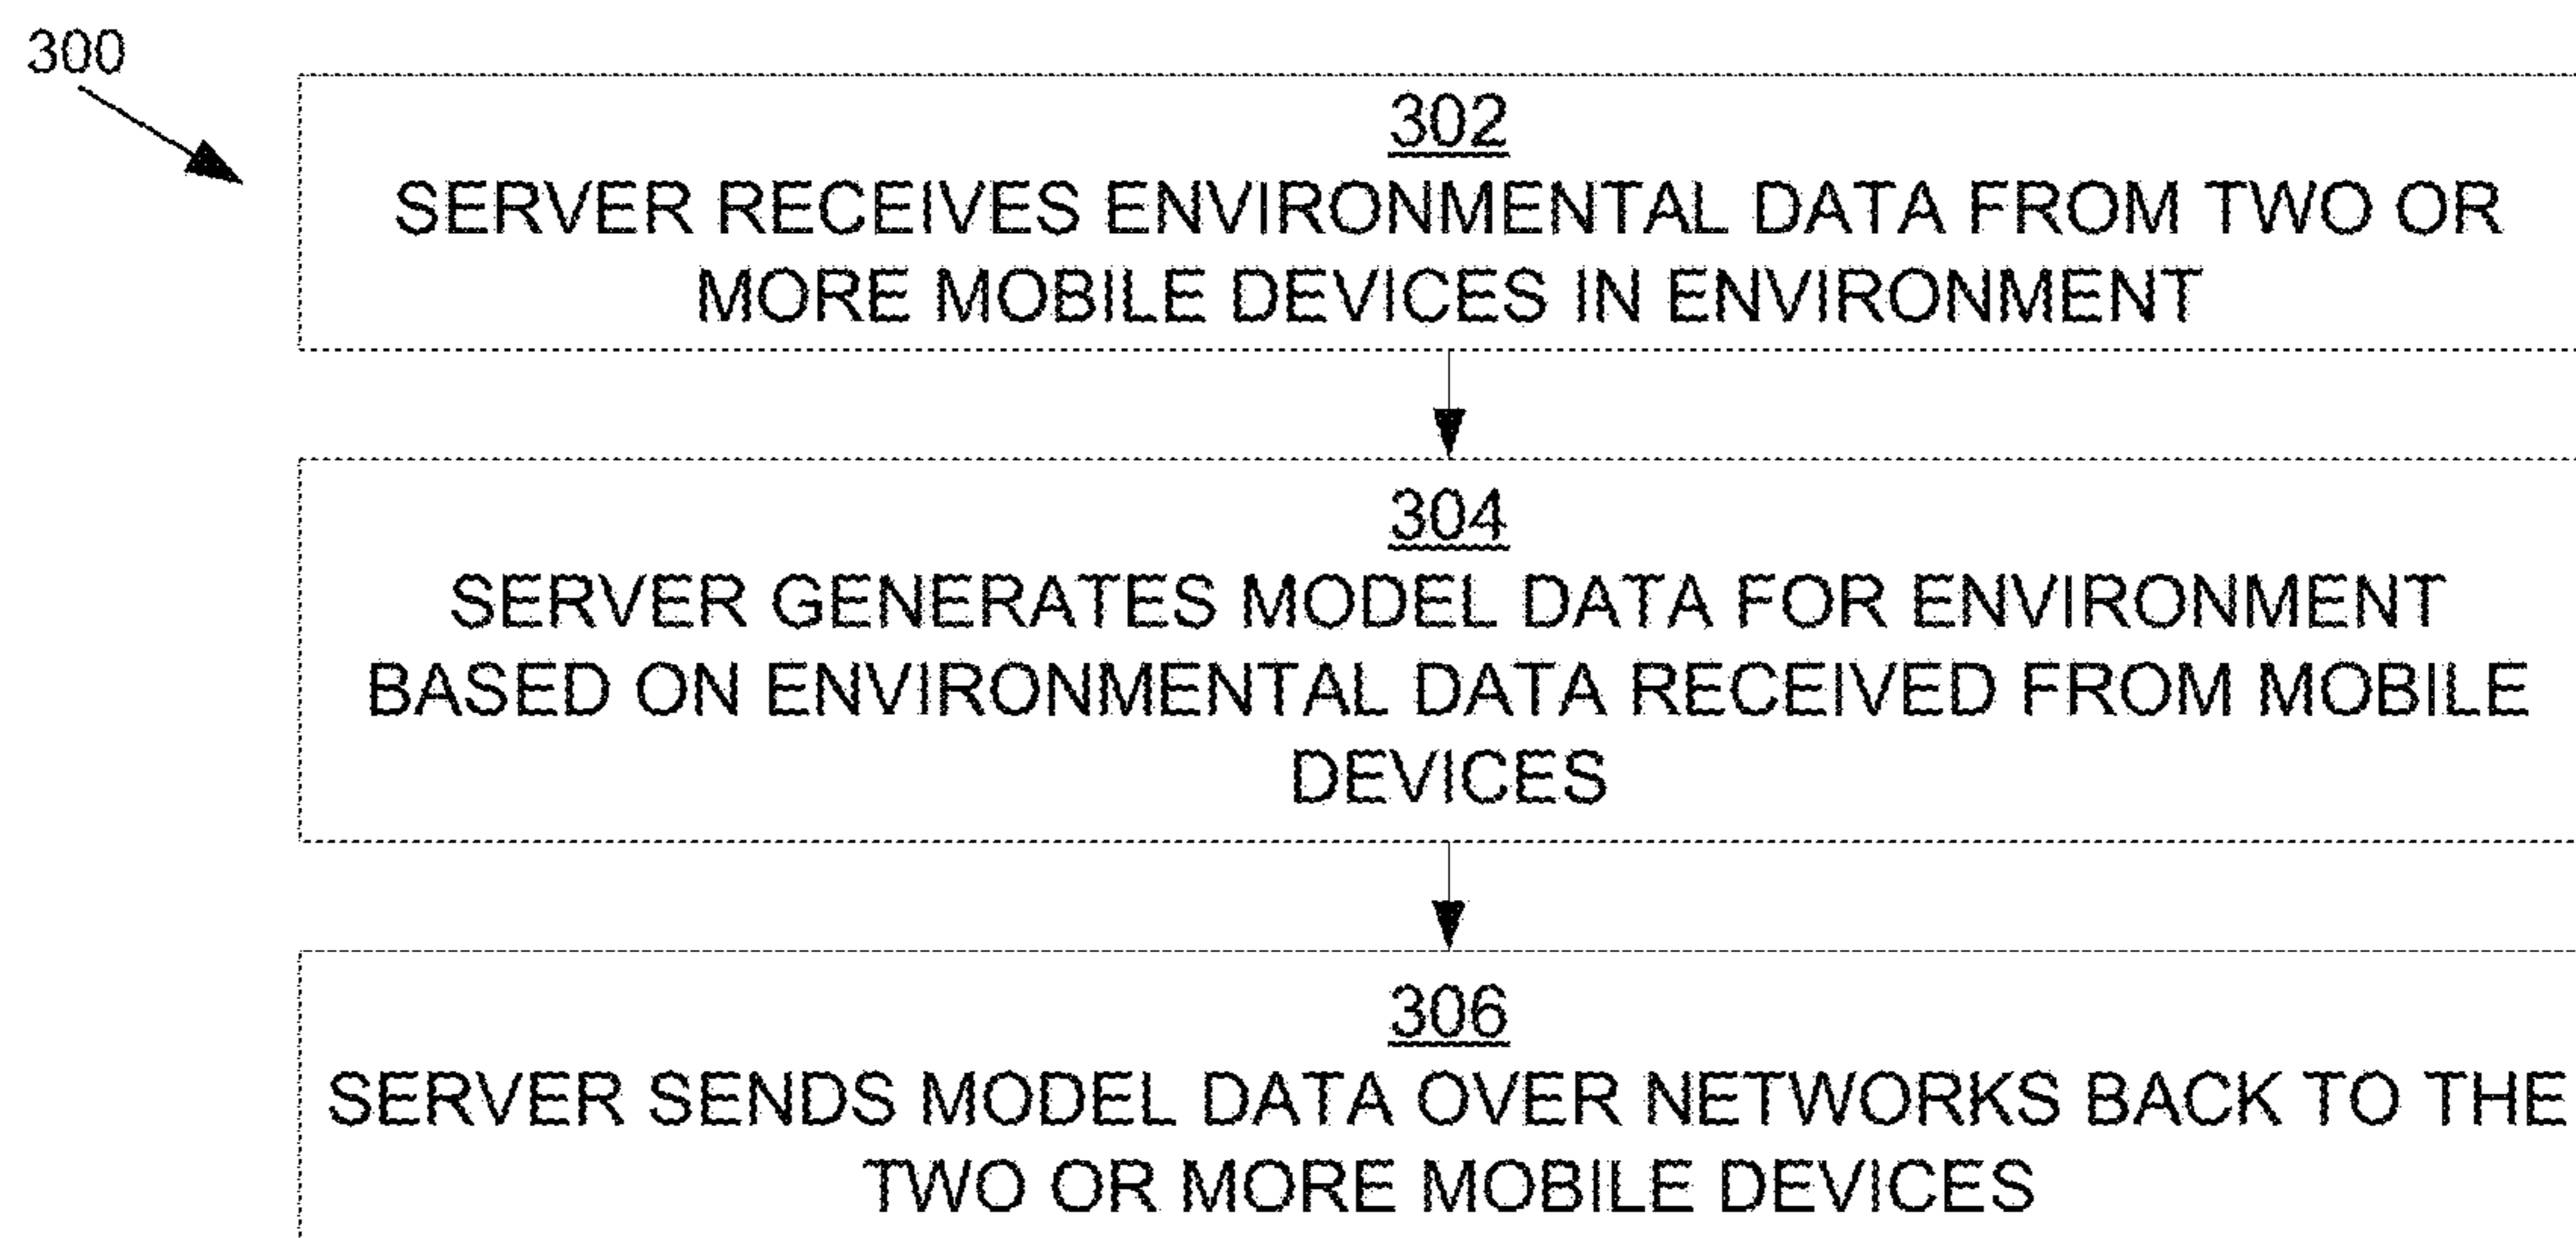 300
302
SERVER RECEIVES ENVIRONMENTAL DATA FROM TWO OR
MORE MOBILE DEVICES IN ENVIRONMENT
304
SERVER GENERATES MODEL DATA FOR ENVIRONMENT
BASED ON ENVIRONMENTAL DATA RECEIVED FROM MOBILE
DEVICES
306
SERVER SENDS MODEL DATA OVER NETWORKS BACK TO THE
TWO OR MORE MOBILE DEVICES